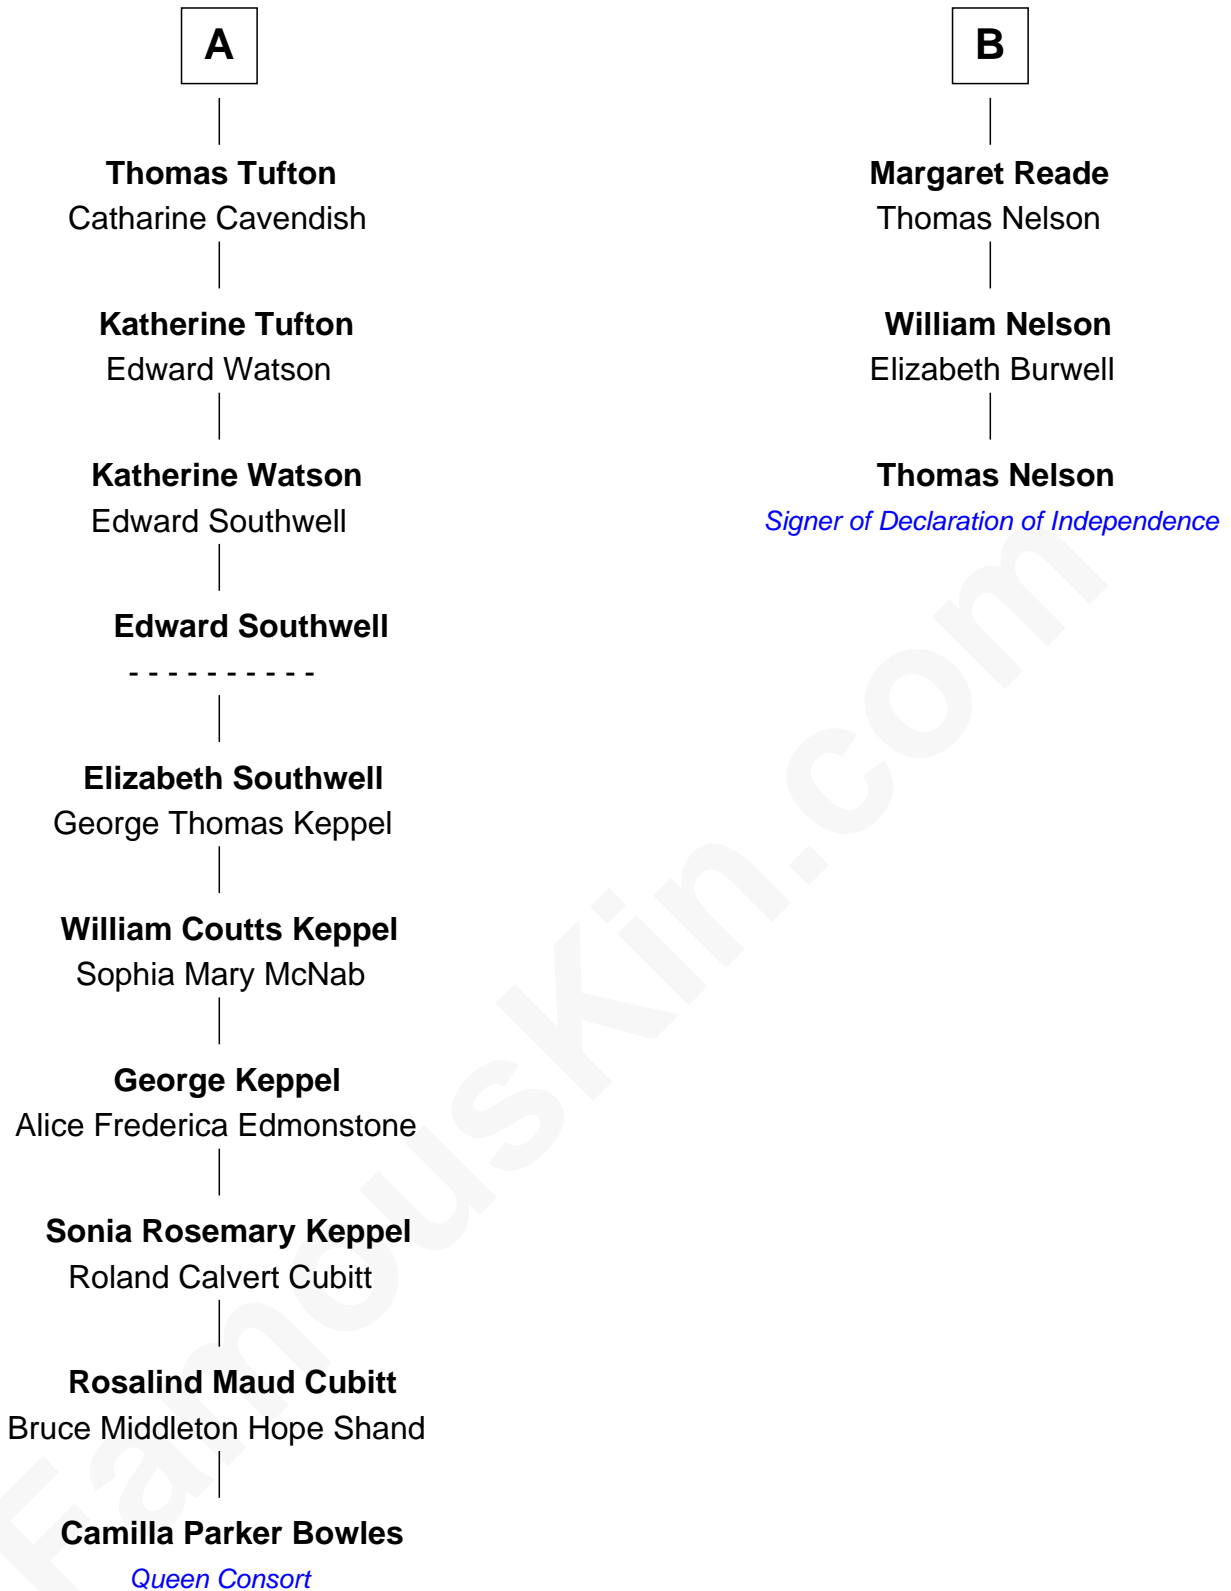 A
Thomas Tufton
Catharine Cavendish
Katherine Tufton
Edward Watson
Katherine Watson
Edward Southwell
Edward Southwell
- - - - - - - - - -
Elizabeth Southwell
George Thomas Keppel
William Coutts Keppel
Sophia Mary McNab
George Keppel
Alice Frederica Edmonstone
Sonia Rosemary Keppel
Roland Calvert Cubitt
Rosalind Maud Cubitt
Bruce Middleton Hope Shand
Camilla Parker Bowles
Queen Consort
B
Margaret Reade
Thomas Nelson
William Nelson
Elizabeth Burwell
Thomas Nelson
Signer of Declaration of Independence
FamousKin.com